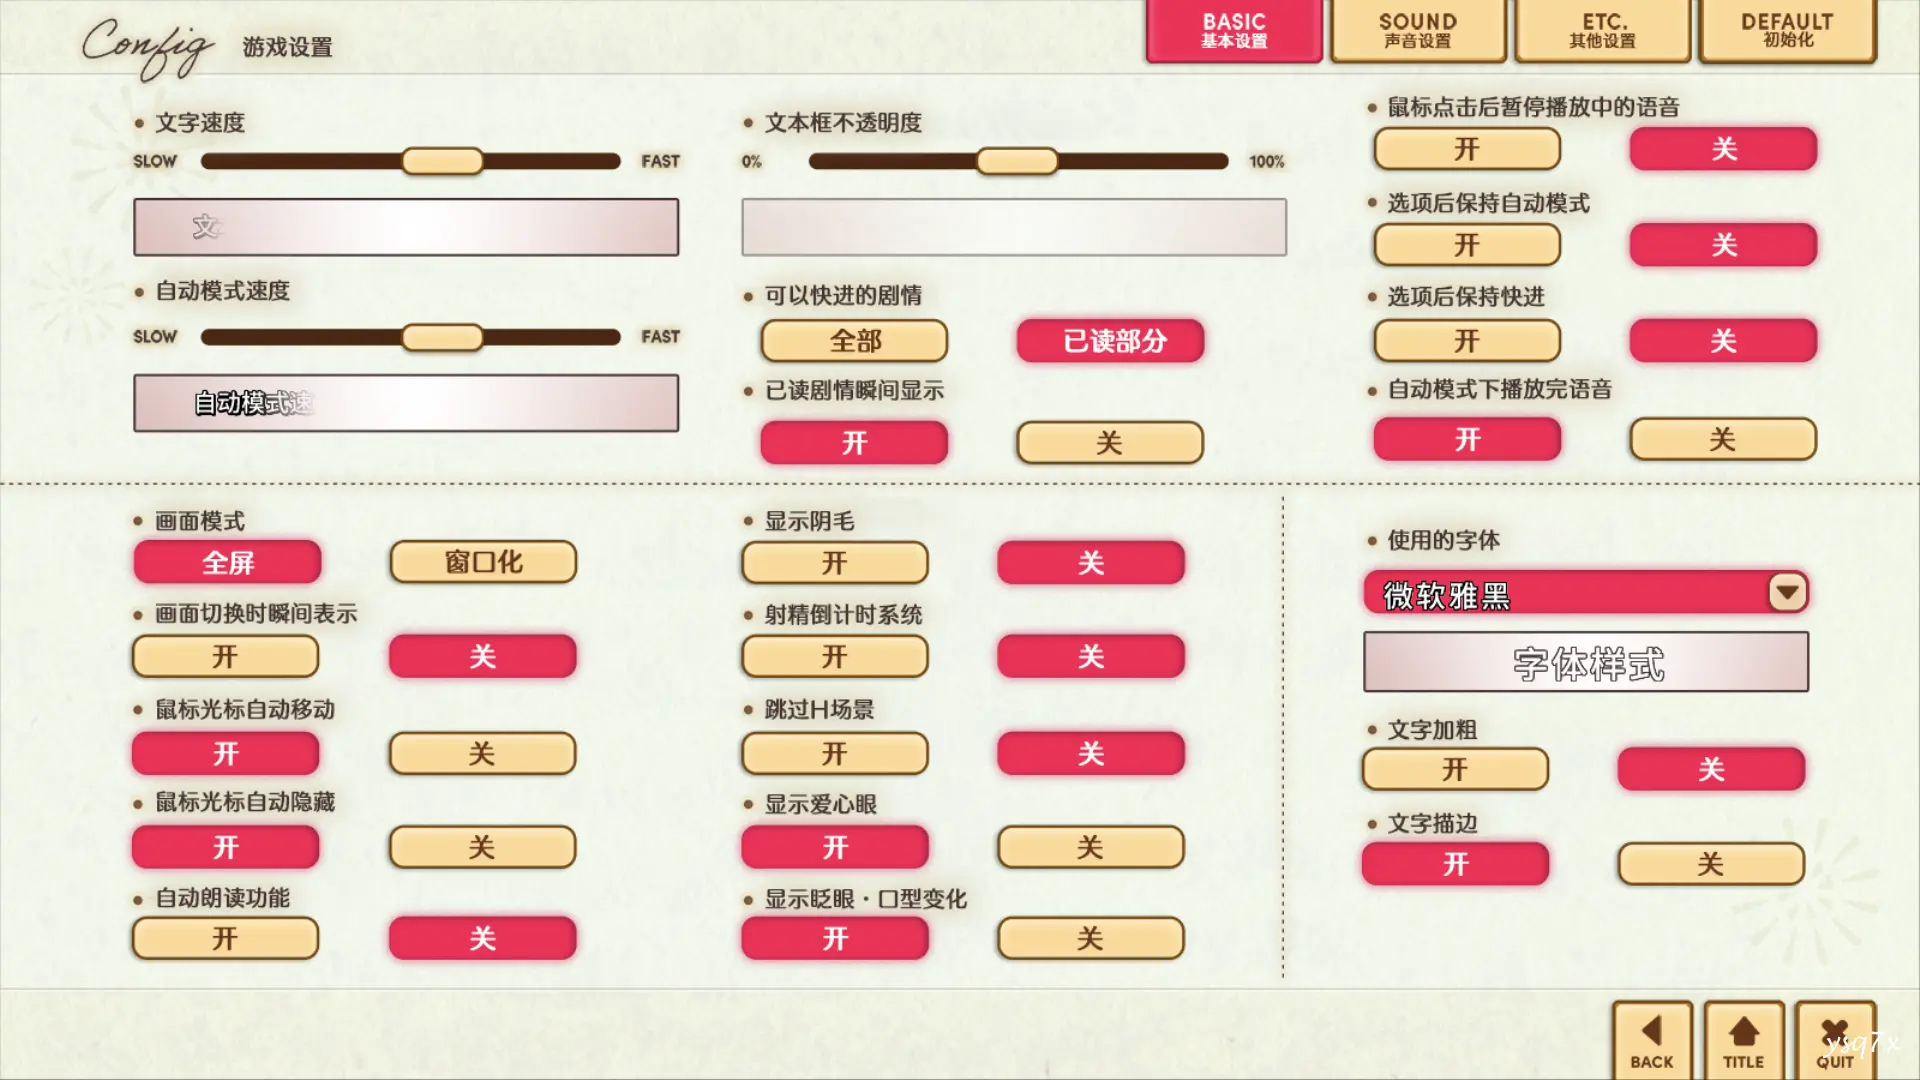 Config 游戏设置
BASIC
基本设置
SOUND
声音设置
ETC.
其他设置
DEFAULT
初始化
文字速度
SLOW FAST
文
自动模式速度
SLOW FAST
自动模式速
文本框不透明度
0% 100%
可以快进的剧情
全部 已读部分
已读剧情瞬间显示
开 关
鼠标点击后暂停播放中的语音
开 关
选项后保持自动模式
开 关
选项后保持快进
开 关
自动模式下播放完语音
开 关
画面模式
全屏 窗口化
画面切换时瞬间表示
开 关
鼠标光标自动移动
开 关
鼠标光标自动隐藏
开 关
自动朗读功能
开 关
显示阴毛
开 关
射精倒计时系统
开 关
跳过H场景
开 关
显示爱心眼
开 关
显示眨眼·口型变化
开 关
使用的字体
微软雅黑
字体样式
文字加粗
开 关
文字描边
开 关
BACK
TITLE
QUIT
ysq7x